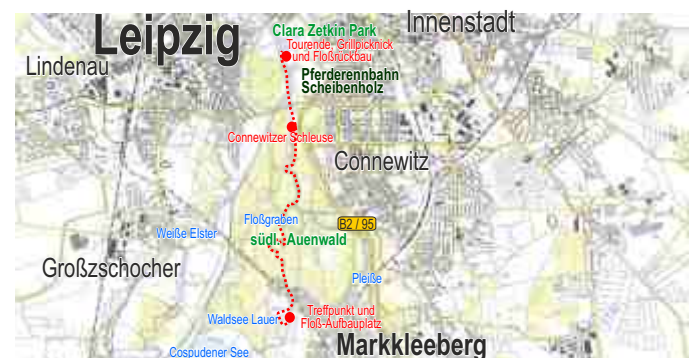 Leipzig
Innenstadt
Clara Zetkin Park
Tourende, Grillpicknick
und Floßrückbau
Lindenau
Pferderennbahn
Scheibenholz
Connewitzer Schleuse
Connewitz
Floßgraben
B2 / 95
Weiße Elster
südl. Auenwald
Großzschocher
Pleiße
Waldsee Lauer
Treffpunkt und
Floß-Aufbauplatz
Markkleeberg
Cospudener See